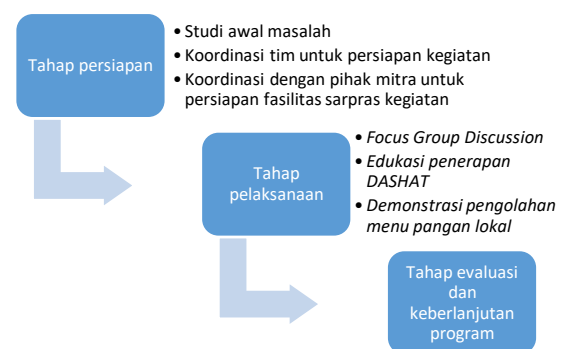 Tahap persiapan
• Studi awal masalah
• Koordinasi tim untuk persiapan kegiatan
• Koordinasi dengan pihak mitra untuk
persiapan fasilitas sarpras kegiatan
Tahap
pelaksanaan
• Focus Group Discussion
• Edukasi penerapan
DASHAT
• Demonstrasi pengolahan
menu pangan lokal
Tahap evaluasi
dan
keberlanjutan
program